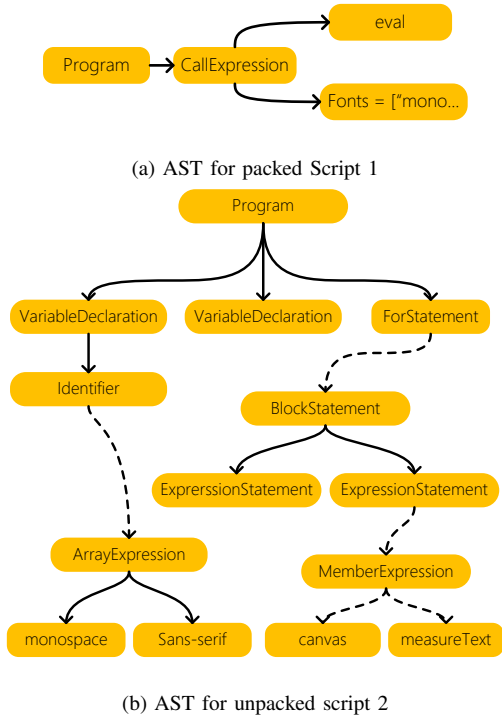 eval
Program
CallExpression
Fonts = ["mono...
(a) AST for packed Script 1
Program
VariableDeclaration
VariableDeclaration
ForStatement
Identifier
BlockStatement
ExprerssionStatement
ExpressionStatement
ArrayExpression
MemberExpression
monospace
Sans-serif
canvas
measureText
(b) AST for unpacked script 2